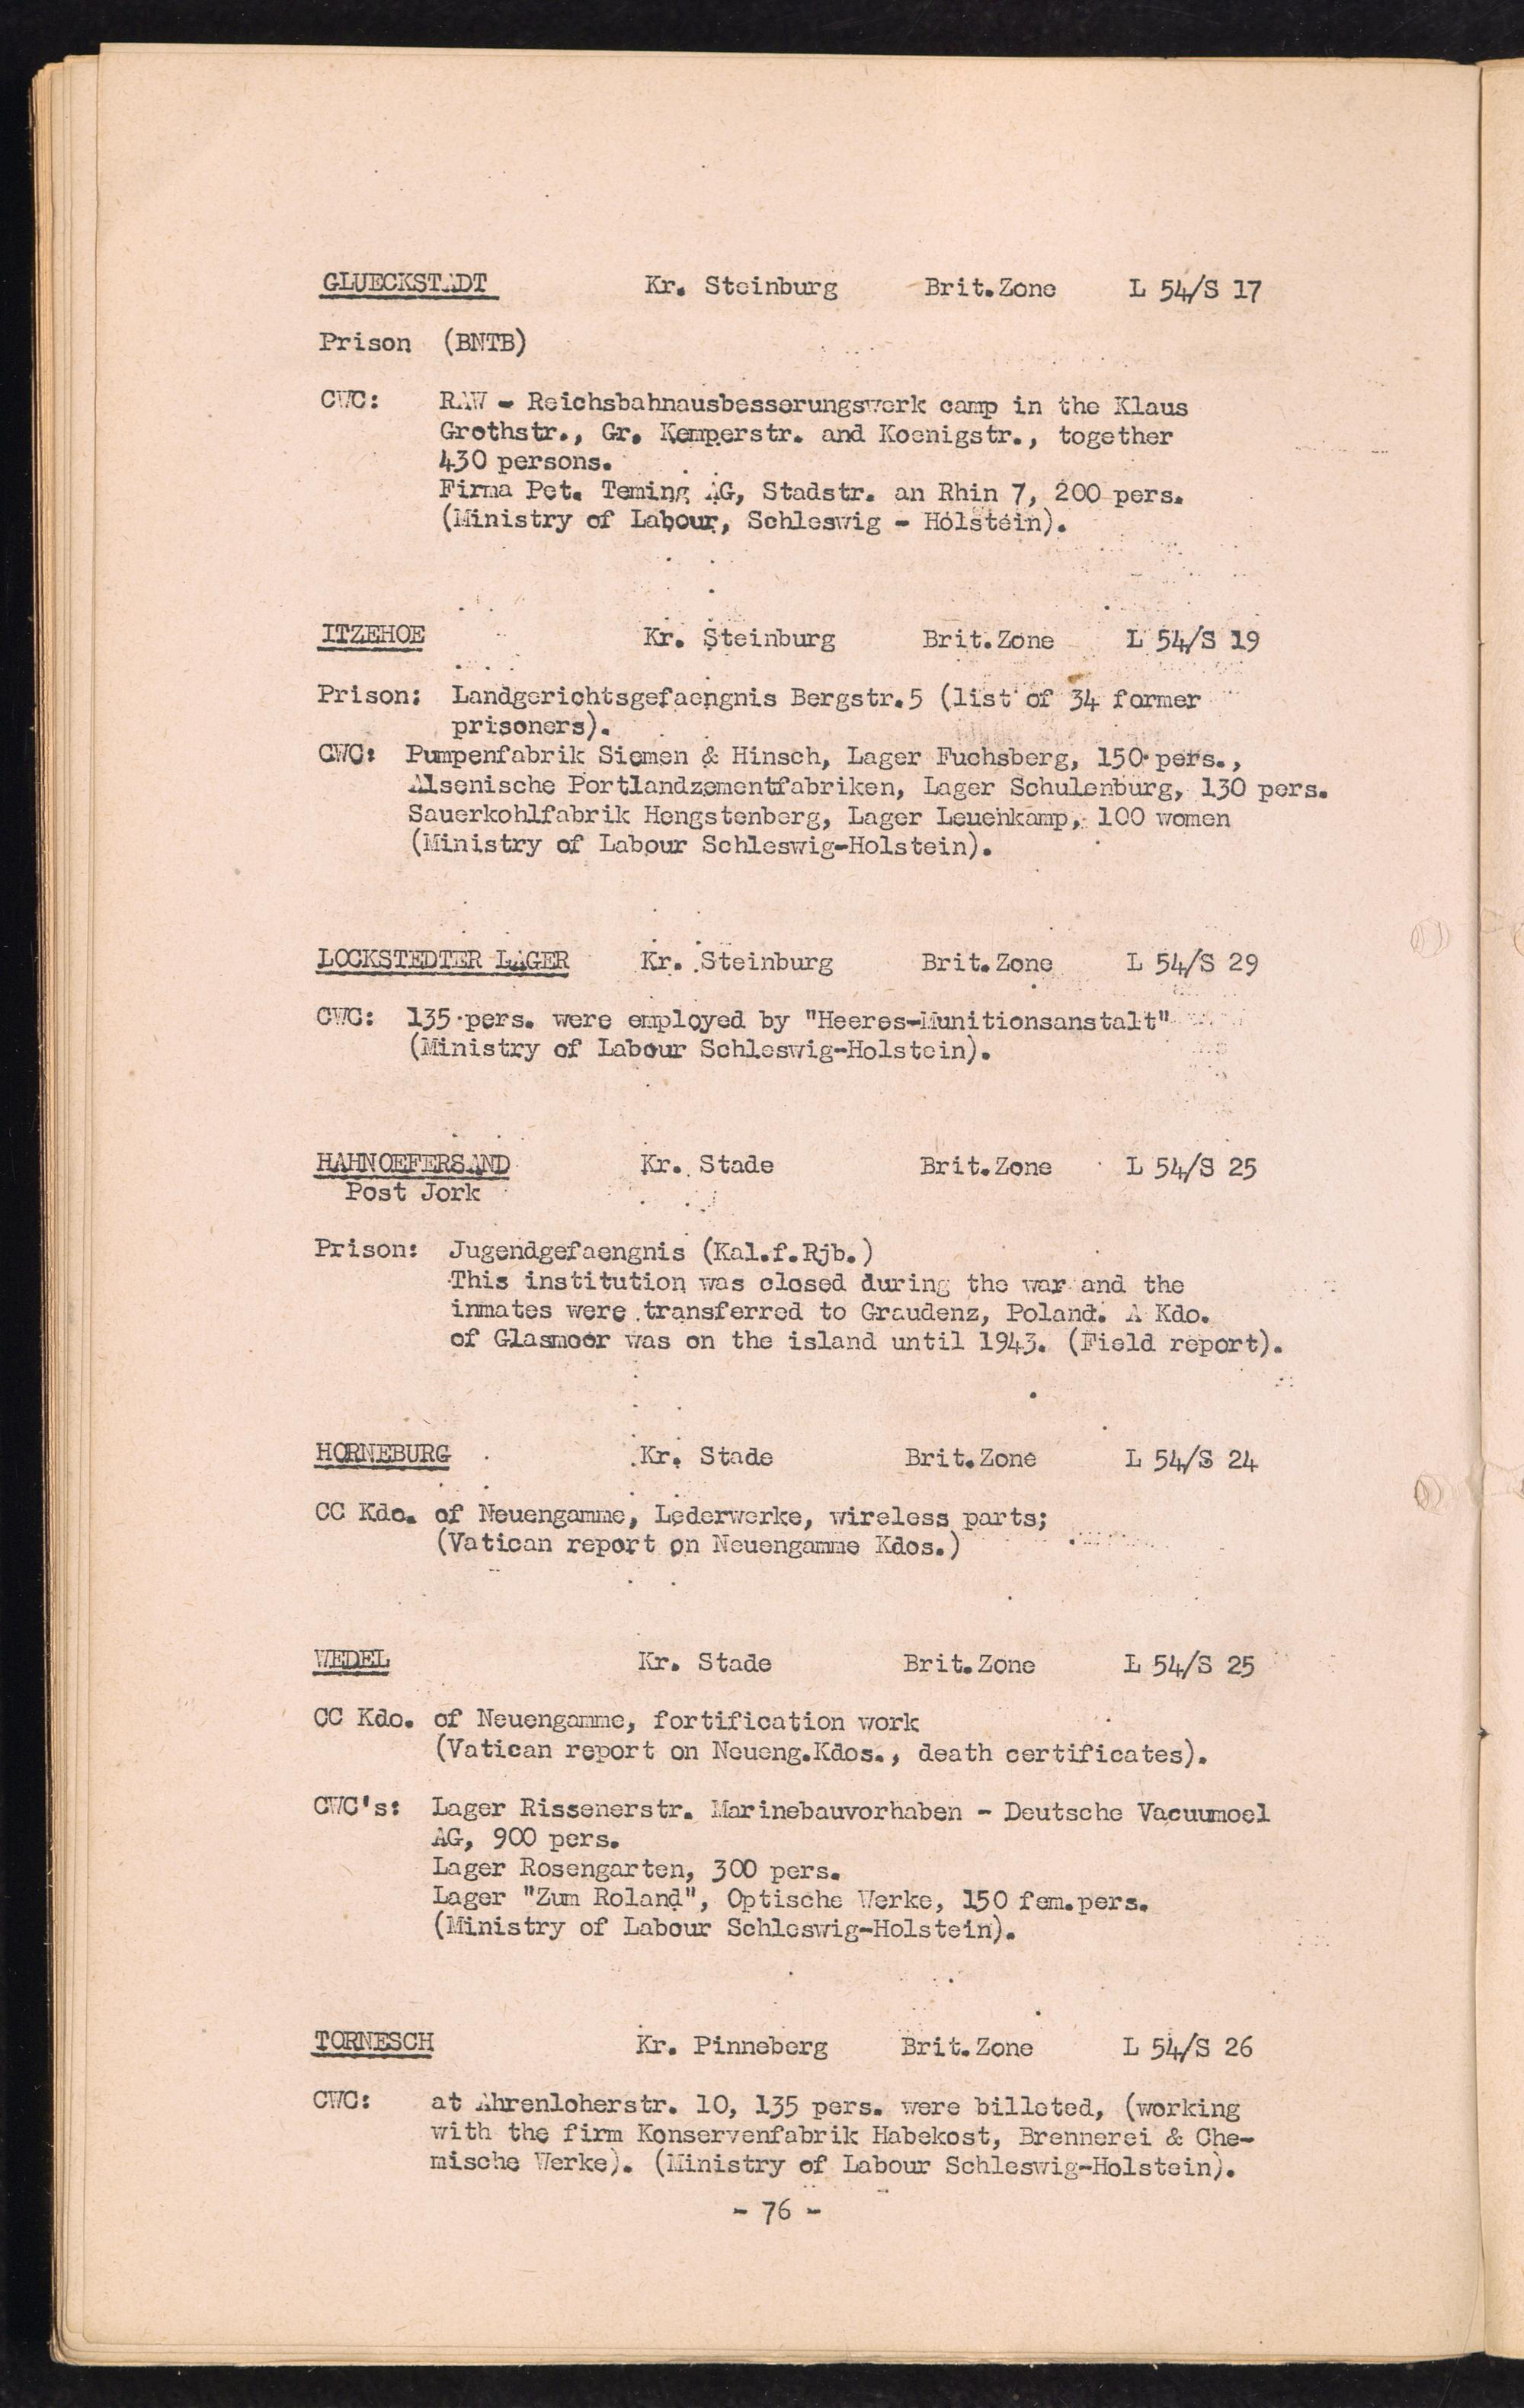 GLUECKSTADT Kr. Steinburg Brit.Zone L 54/S 17
Prison (BNTB)
CWC: RAW - Reichsbahnausbesserungswerk camp in the Klaus
Grothstr., Gr. Kemperstr. and Koenigstr., together
430 persons.
Firma Pet. Teming AG, Stadstr. an Rhin 7, 200 pers.
(Ministry of Labour, Schleswig - Holstein).
ITZEHOE Kr. Steinburg Brit.Zone L 54/S 19
Prison: Landgerichtsgefaengnis Bergstr.5 (list of 34 former
prisoners).
CWC: Pumpenfabrik Siemen & Hinsch, Lager Fuchsberg, 150 pers.,
Alsenische Portlandzementfabriken, Lager Schulenburg, 130 pers.
Sauerkohlfabrik Hengstenberg, Lager Leuenkamp, 100 women
(Ministry of Labour Schleswig-Holstein).
LOCKSTEDTER LAGER Kr. Steinburg Brit.Zone L 54/S 29
CWC: 135 pers. were employed by "Heeres-Munitionsanstalt"
(Ministry of Labour Schleswig-Holstein).
HAHNOEFERSAND Kr. Stade Brit.Zone L 54/S 25
Post Jork
Prison: Jugendgefaengnis (Kal.f.Rjb.)
This institution was closed during the war and the
inmates were transferred to Graudenz, Poland. A Kdo.
of Glasmoor was on the island until 1943. (Field report).
HORNEBURG Kr. Stade Brit.Zone L 54/S 24
CC Kdo. of Neuengamme, Lederwerke, wireless parts;
(Vatican report on Neuengamme Kdos.)
WEDEL Kr. Stade Brit.Zone L 54/S 25
CC Kdo. of Neuengamme, fortification work
(Vatican report on Neueng.Kdos., death certificates).
CWC's: Lager Rissenerstr. Marinebauvorhaben - Deutsche Vacuumoel
AG, 900 pers.
Lager Rosengarten, 300 pers.
Lager "Zum Roland", Optische Werke, 150 fem.pers.
(Ministry of Labour Schleswig-Holstein).
TORNESCH Kr. Pinneberg Brit.Zone L 54/S 26
CWC: at Ahrenloherstr. 10, 135 pers. were billeted, (working
with the firm Konservenfabrik Habekost, Brennerei & Che-
mische Werke). (Ministry of Labour Schleswig-Holstein).
- 76 -